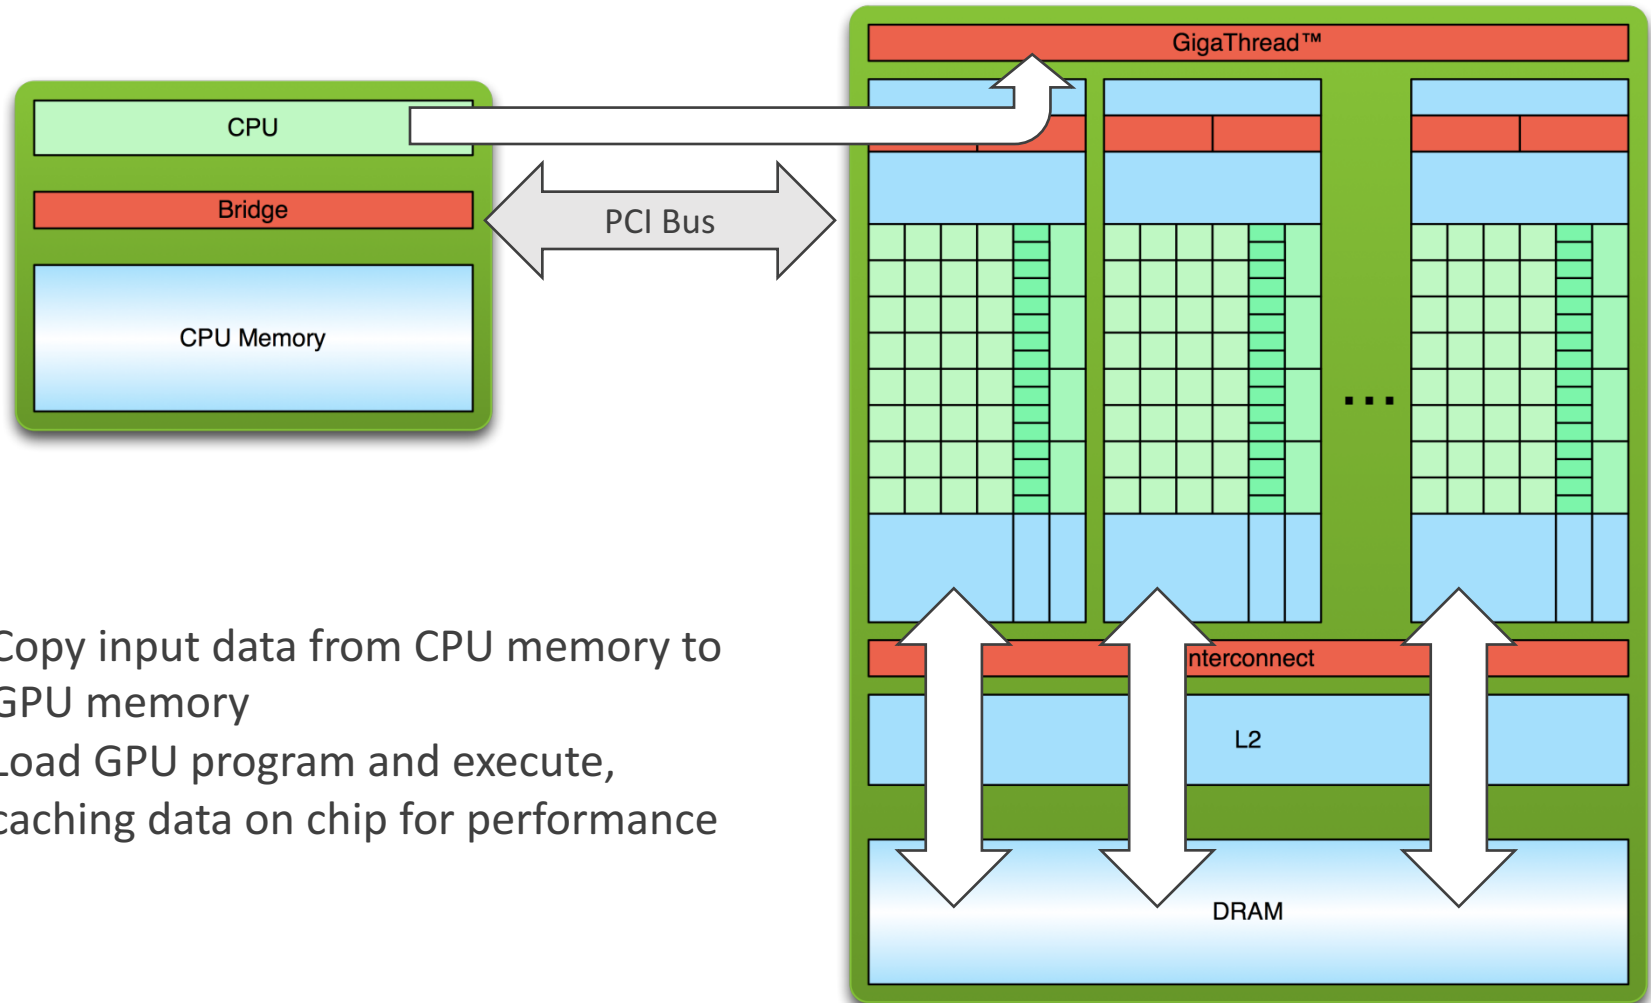 GigaThread™
CPU
Bridge
PCI Bus
CPU Memory
Copy input data from CPU memory to
GPU memory
Load GPU program and execute,
caching data on chip for performance
...
nterconnect
L2
DRAM